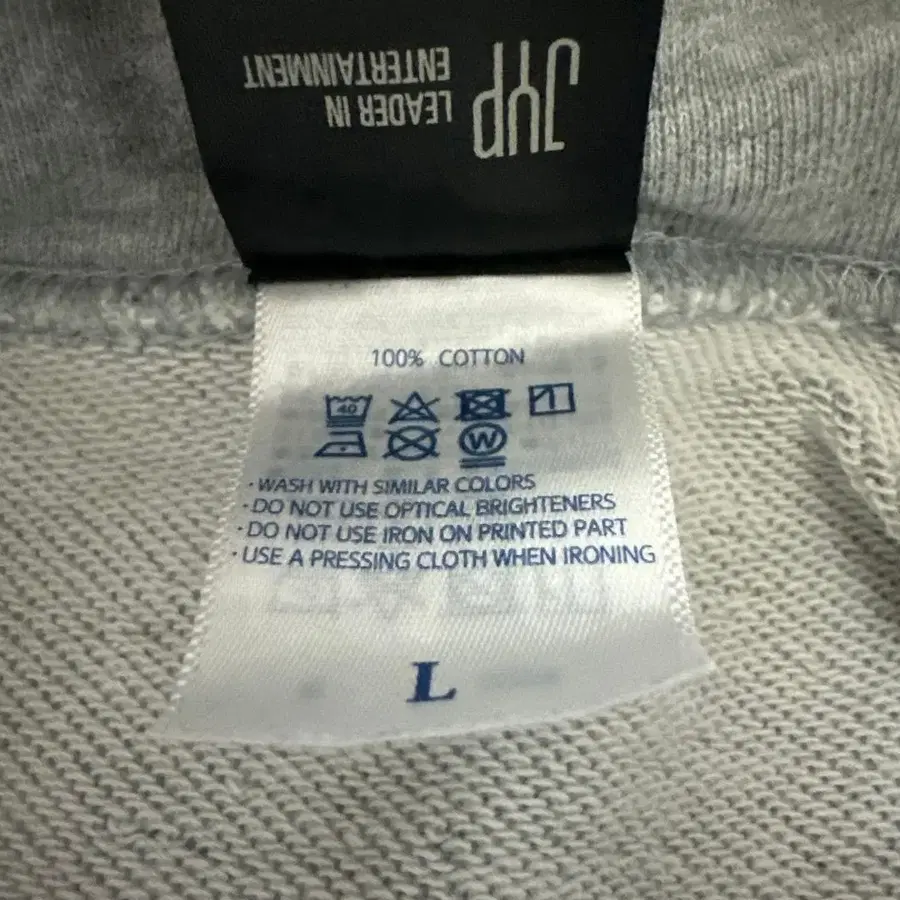 JYP LEADER IN
ENTERTAINMENT
100% COTTON
40
W
· WASH WITH SIMILAR COLORS
· DO NOT USE OPTICAL BRIGHTENERS
· DO NOT USE IRON ON PRINTED PART
· USE A PRESSING CLOTH WHEN IRONING
L